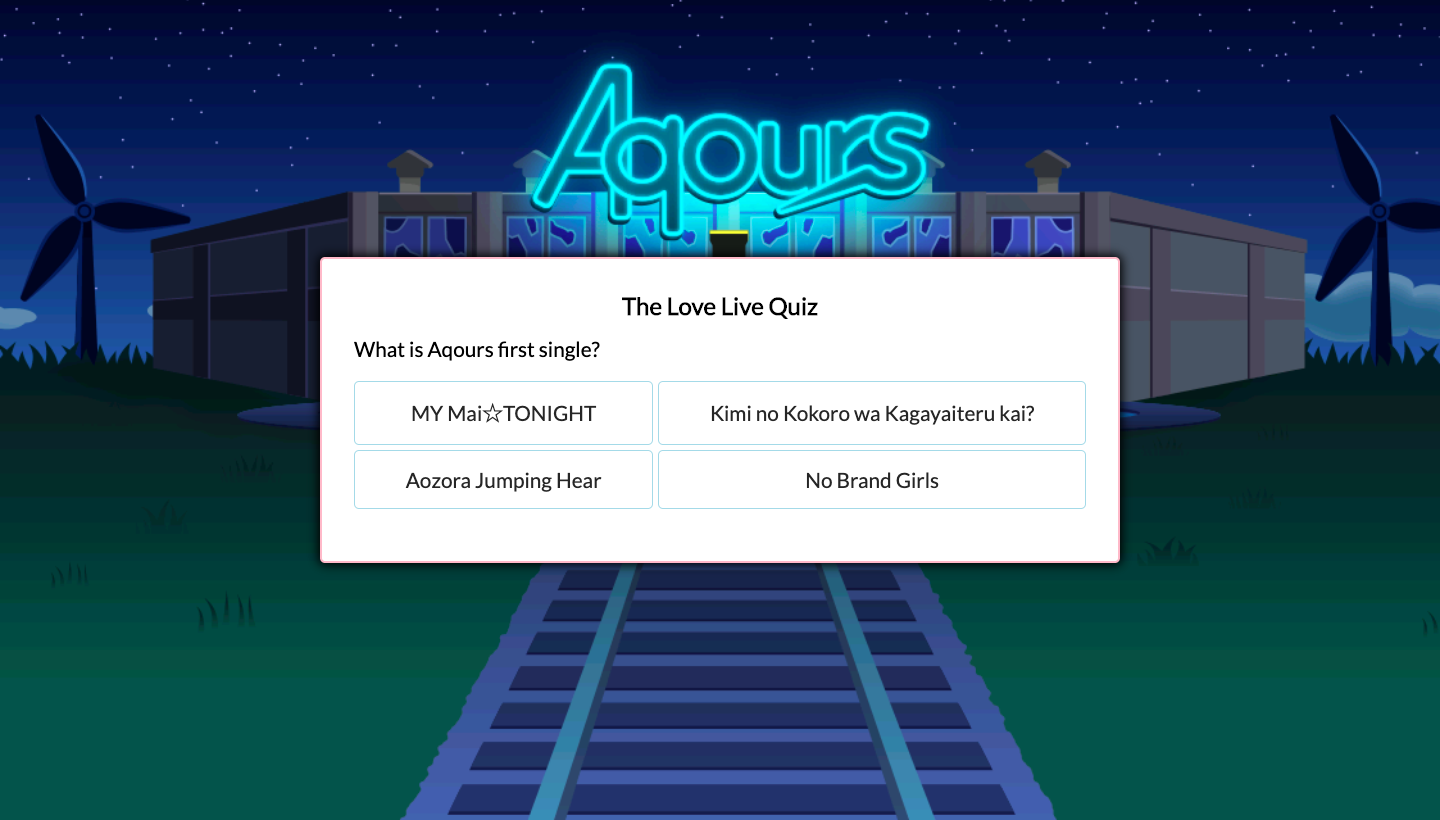 Aqours
The Love Live Quiz
What is Aqours first single?
MY Mai☆TONIGHT
Kimi no Kokoro wa Kagayaiteru kai?
Aozora Jumping Hear
No Brand Girls